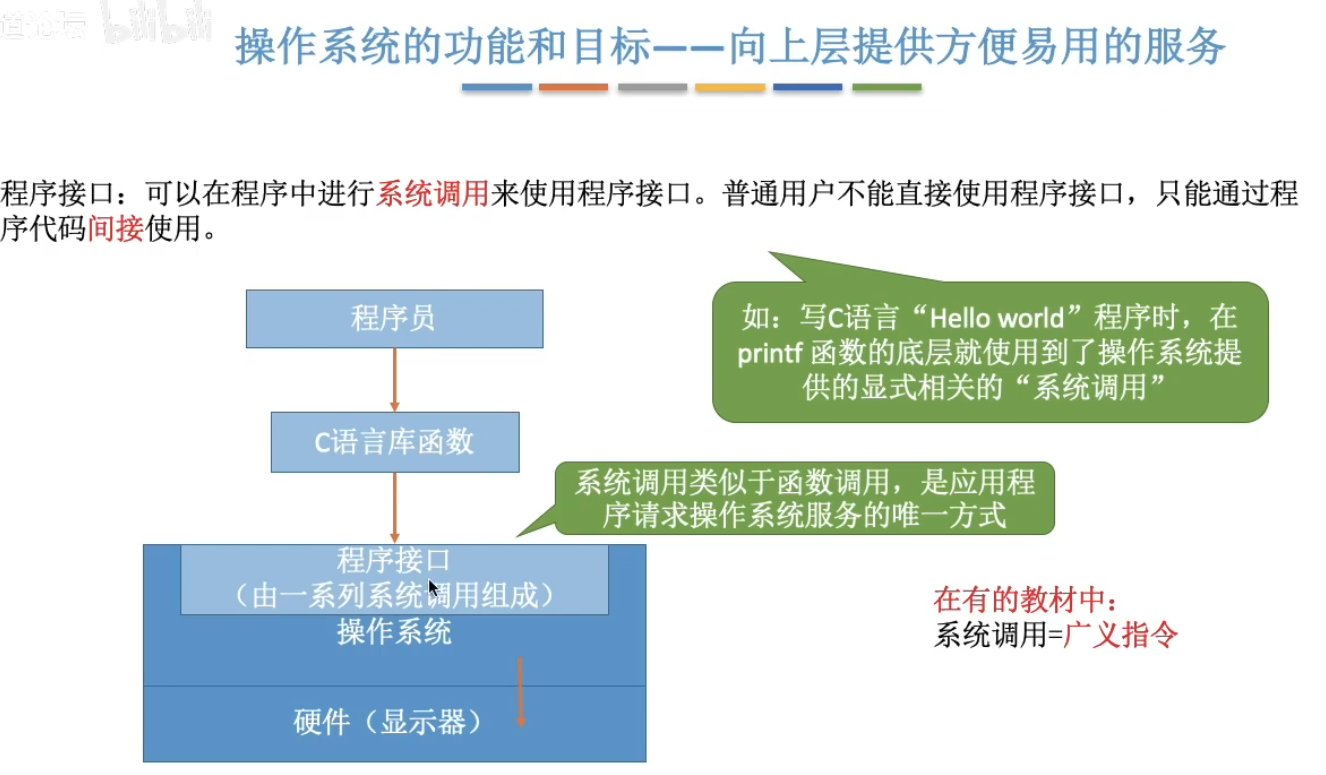 道论坛 bilibili
操作系统的功能和目标——向上层提供方便易用的服务
程序接口：可以在程序中进行系统调用来使用程序接口。普通用户不能直接使用程序接口，只能通过程
序代码间接使用。
程序员
如：写C语言“Hello world”程序时，在
printf 函数的底层就使用到了操作系统提
供的显式相关的“系统调用”
C语言库函数
系统调用类似于函数调用，是应用程
序请求操作系统服务的唯一方式
程序接口
（由一系列系统调用组成）
操作系统
在有的教材中：
系统调用=广义指令
硬件（显示器）